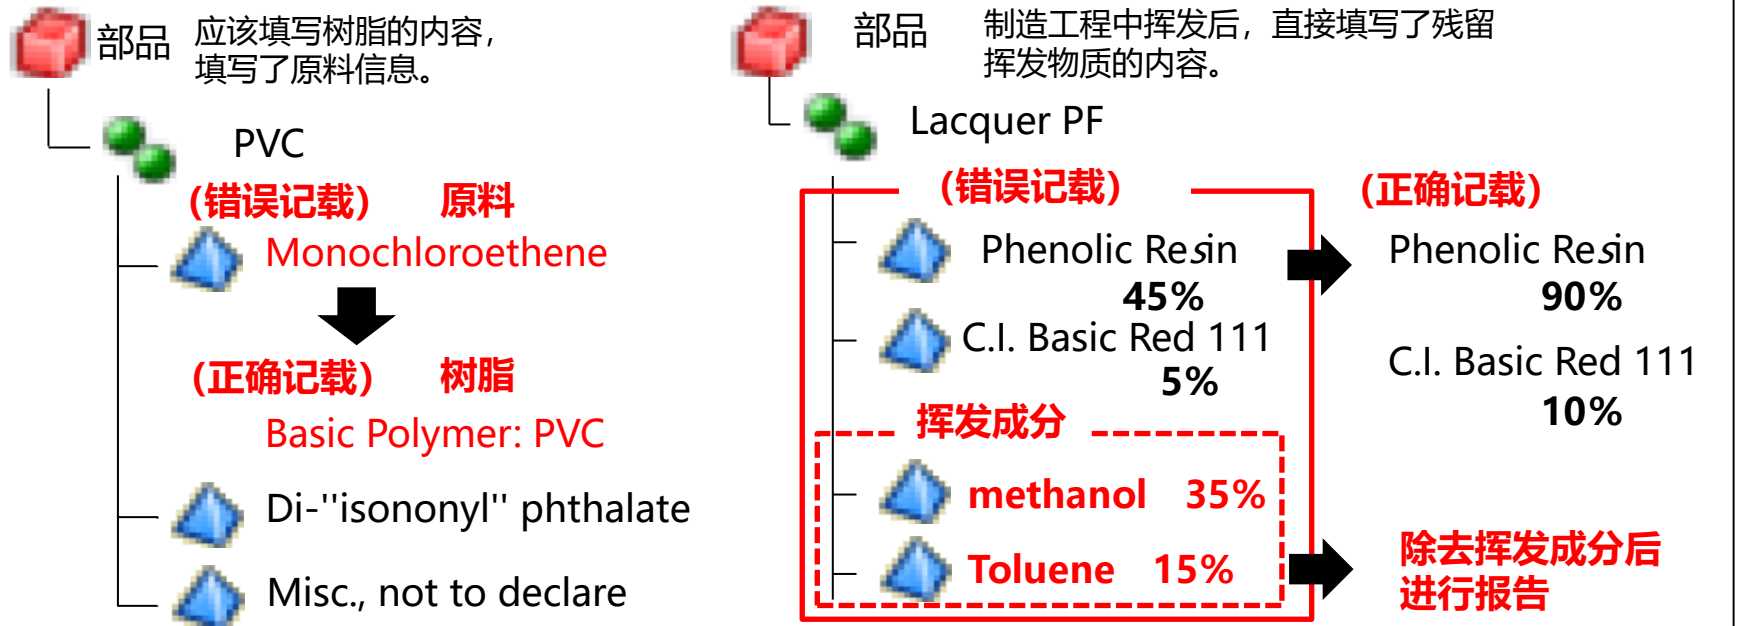 部品
应该填写树脂的内容，
填写了原料信息。
PVC
(错误记载) 原料
Monochloroethene
(正确记载) 树脂
Basic Polymer: PVC
Di-''isononyl'' phthalate
Misc., not to declare
部品
制造工程中挥发后，直接填写了残留
挥发物质的内容。
Lacquer PF
(错误记载)
Phenolic Resin
45%
C.I. Basic Red 111
5%
挥发成分
methanol 35%
Toluene 15%
(正确记载)
Phenolic Resin
90%
C.I. Basic Red 111
10%
除去挥发成分后
进行报告